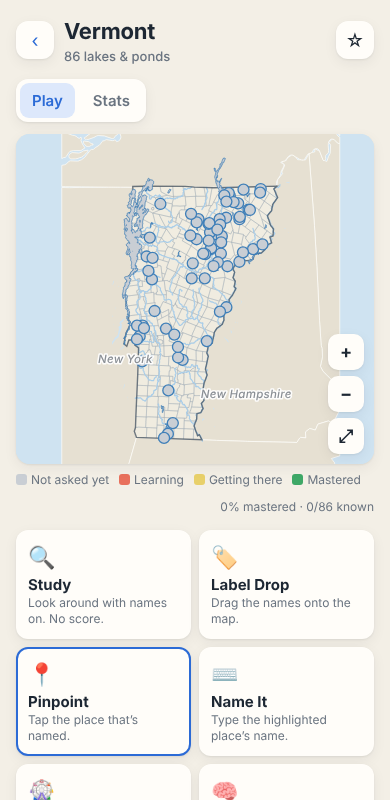 Vermont
86 lakes & ponds
Play
Stats
New York
New Hampshire
Not asked yet
Learning
Getting there
Mastered
0% mastered · 0/86 known
Study
Look around with names
on. No score.
Label Drop
Drag the names onto the
map.
Pinpoint
Tap the place that's
named.
Name It
Type the highlighted
place's name.